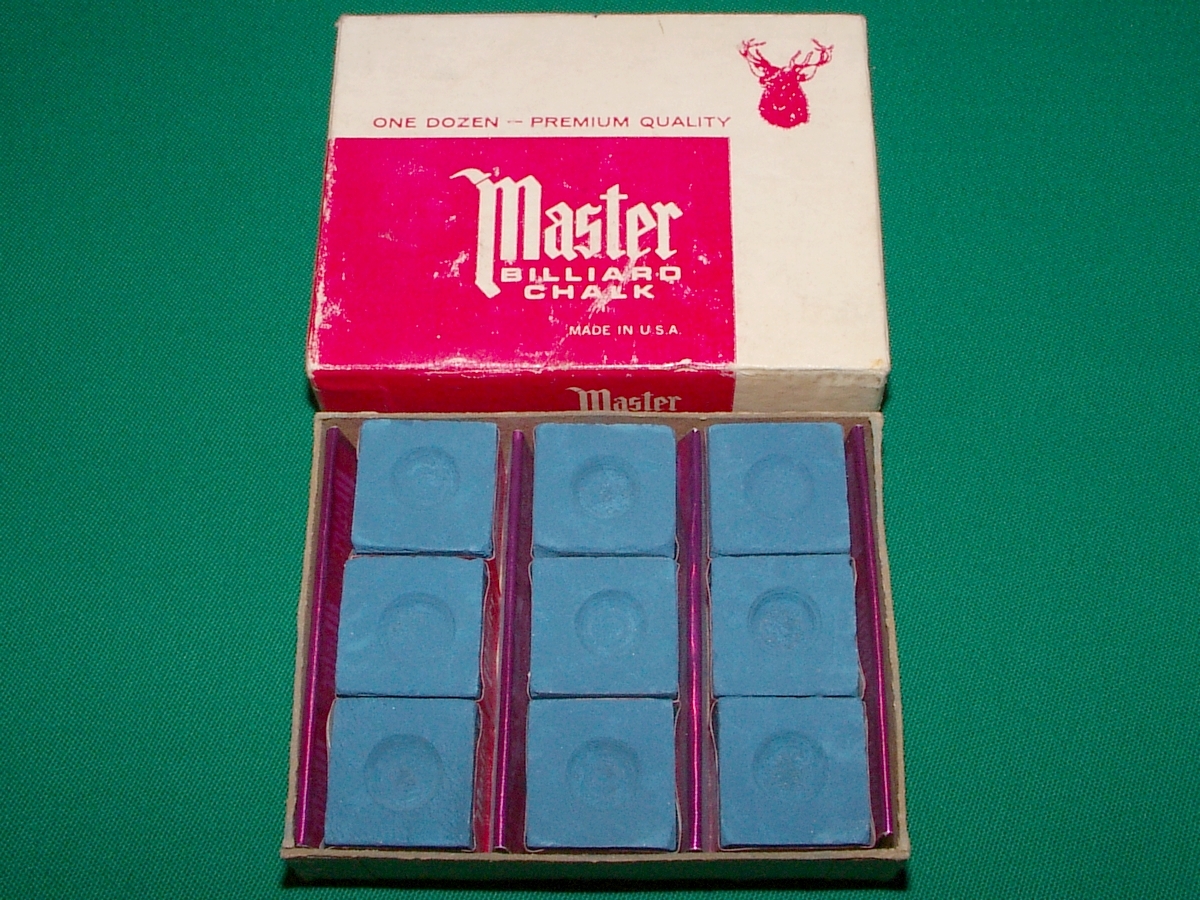 ONE DOZEN — PREMIUM QUALITY
Master
BILLIARD
CHALK
MADE IN U.S.A.
Master